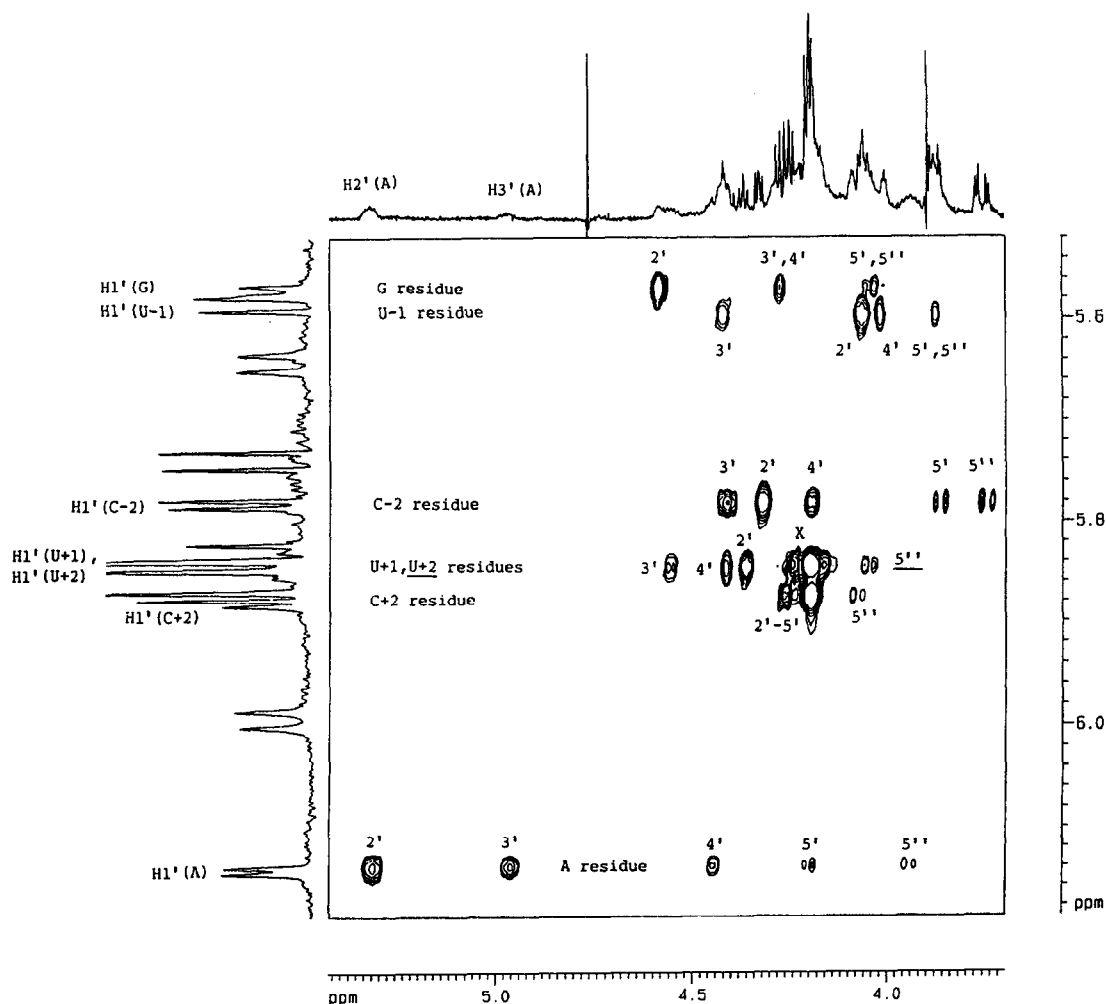 H2'(A)
H3'(A)
H1'(G)
H1'(U-1)
H1'(C-2)
H1'(U+1),
H1'(U+2)
H1'(C+2)
H1'(A)
2' 3',4' 5',5''
G residue
U-1 residue
3' 2' 4' 5',5''
3' 2' 4' 5' 5''
C-2 residue
2' X
U+1,U+2 residues 3' 4' 5''
C+2 residue
2'-5' 5''
2' 3' 4' 5' 5''
A residue
5.6
5.8
6.0
ppm
ppm 5.0 4.5 4.0